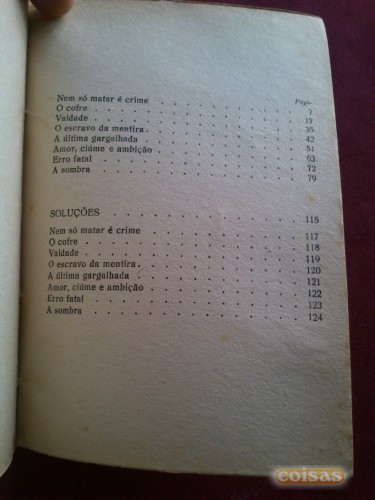 Nem só matar é crime . . . . . . . Pág.
O cofre . . . . . . . . . . . 7
Vaidade . . . . . . . . . . . 17
O escravo da mentira . . . . . . . . 35
A última gargalhada . . . . . . . . 42
Amor, ciúme e ambição . . . . . . . 51
Erro fatal . . . . . . . . . . . 63
A sombra . . . . . . . . . . . 72
79
SOLUÇÕES . . . . . . . . . . 115
Nem só matar é crime . . . . . . . . 117
O cofre . . . . . . . . . . . 118
Vaidade . . . . . . . . . . . 119
O escravo da mentira . . . . . . . . 120
A última gargalhada . . . . . . . . 121
Amor, ciúme e ambição . . . . . . . 122
Erro fatal . . . . . . . . . . . 123
A sombra . . . . . . . . . . . 124
coisas